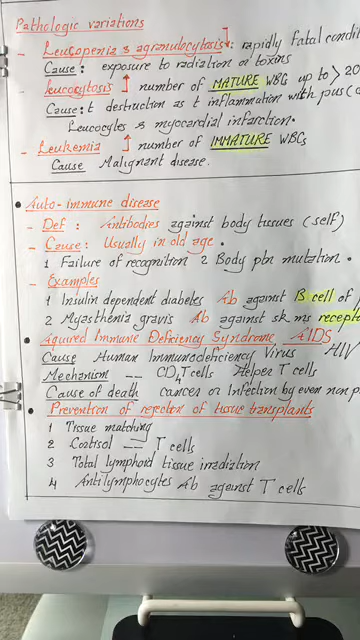 Pathologic variations
- Leucopenia & agranulocytosis: rapidly fatal condi
Cause: exposure to radiation or toxins
- Leucocytosis ↑ number of MATURE WBCs up to > 20
Cause: t destruction as t inflammation with pus (
Leucocytes & myocardial infarction.
- Leukemia ↑ number of IMMATURE WBCs
Cause Malignant disease.
• Auto-immune disease
- Def: Antibodies against body tissues (self)
- Cause: Usually in old age.
1 Failure of recognition 2 Body ptn mutation.
- Examples
1 Insulin dependent diabetes Ab against B cell of
2 Myasthenia gravis Ab against sk ms recept
• Aquired Immune Deficiency Syndrome AIDS
Cause Human Immunodeficiency Virus HIV
Mechanism -- CD4 T cells Helper T cells
Cause of death cancer or Infection by even non p
• Prevention of rejection of tissue transplants
1 Tissue matching
2 Cortisol -- T cells
3 Total lymphoid tissue irradiation
4 Antilymphocytes Ab against T cells